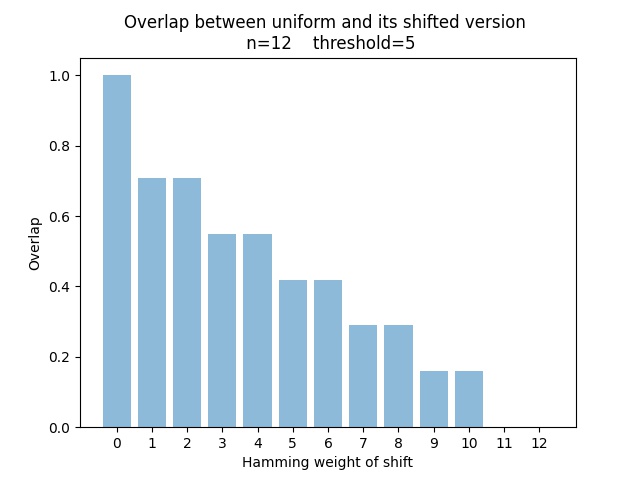 Overlap between uniform and its shifted version
n=12 threshold=5
1.0
0.8
0.6
0.4
0.2
0.0
Overlap
0 1 2 3 4 5 6 7 8 9 10 11 12
Hamming weight of shift